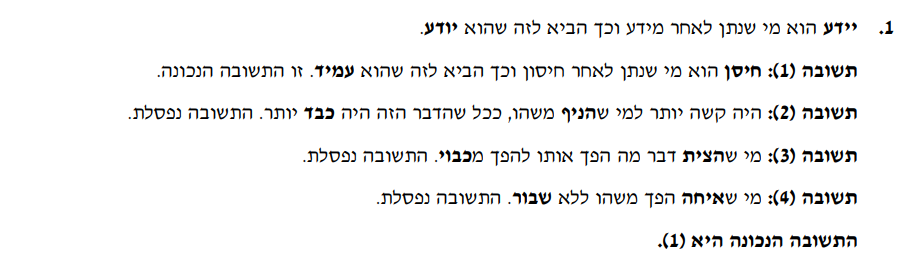 1. יידע הוא מי שנתן לאחר מידע וכך הביא לזה שהוא יודע.
תשובה (1): חיסן הוא מי שנתן לאחר חיסון וכך הביא לזה שהוא עמיד. זו התשובה הנכונה.
תשובה (2): היה קשה יותר למי שהניף משהו, ככל שהדבר הזה היה כבד יותר. התשובה נפסלת.
תשובה (3): מי שהצית דבר מה הפך אותו להפך מכבוי. התשובה נפסלת.
תשובה (4): מי שאיחה הפך משהו ללא שבור. התשובה נפסלת.
התשובה הנכונה היא (1).